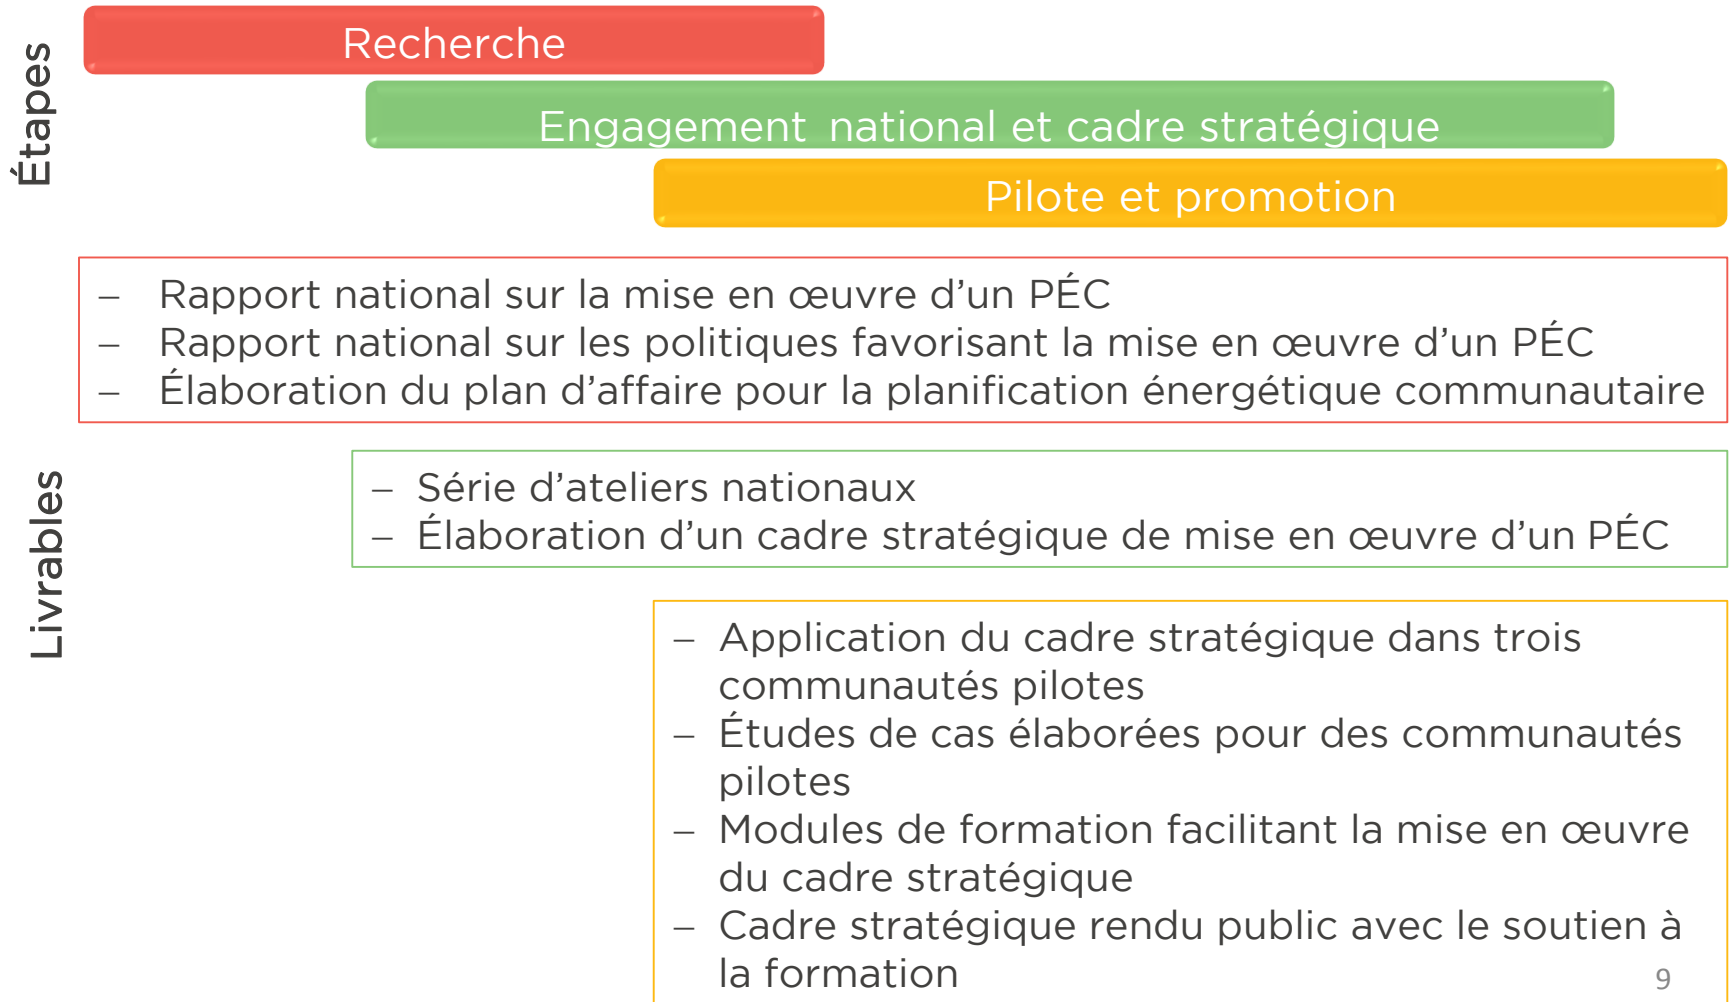 Étapes
Recherche
Engagement national et cadre stratégique
Pilote et promotion
Livrables
– Rapport national sur la mise en œuvre d’un PÉC
– Rapport national sur les politiques favorisant la mise en œuvre d’un PÉC
– Élaboration du plan d’affaire pour la planification énergétique communautaire
– Série d’ateliers nationaux
– Élaboration d’un cadre stratégique de mise en œuvre d’un PÉC
– Application du cadre stratégique dans trois
communautés pilotes
– Études de cas élaborées pour des communautés
pilotes
– Modules de formation facilitant la mise en œuvre
du cadre stratégique
– Cadre stratégique rendu public avec le soutien à
la formation
9